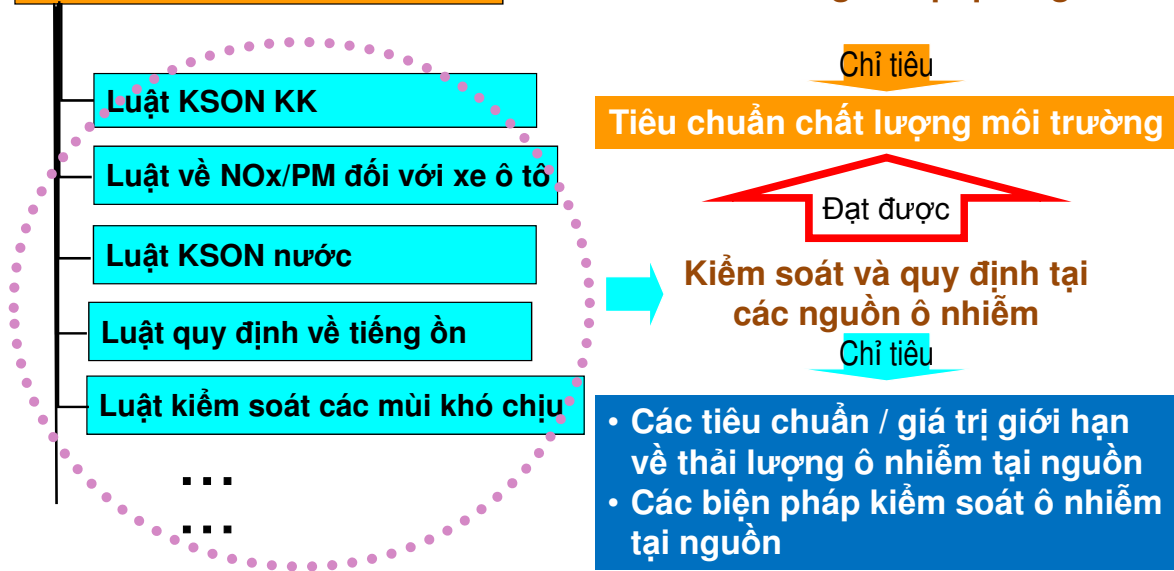 Luật KSON KK
Luật về NOx/PM đối với xe ô tô
Luật KSON nước
Luật quy định về tiếng ồn
Luật kiểm soát các mùi khó chịu
...
...
Chỉ tiêu
Tiêu chuẩn chất lượng môi trường
Đạt được
Kiểm soát và quy định tại
các nguồn ô nhiễm
Chỉ tiêu
• Các tiêu chuẩn / giá trị giới hạn
về thải lượng ô nhiễm tại nguồn
• Các biện pháp kiểm soát ô nhiễm
tại nguồn